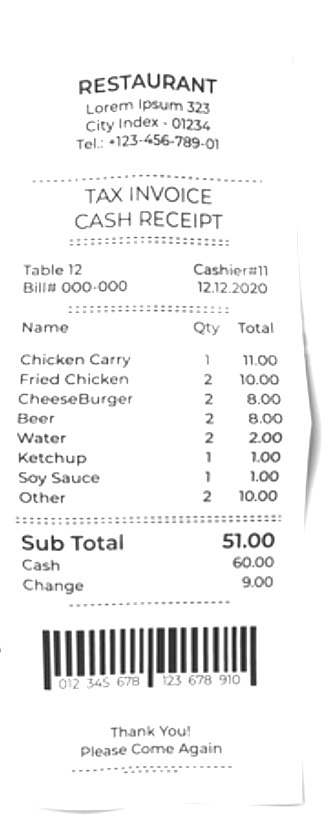 RESTAURANT
Lorem Ipsum 323
City Index - 01234
Tel.: +123-456-789-01
TAX INVOICE
CASH RECEIPT
Table 12 Cashier#11
Bill# 000-000 12.12.2020
Name Qty Total
Chicken Carry 1 11.00
Fried Chicken 2 10.00
CheeseBurger 2 8.00
Beer 2 8.00
Water 2 2.00
Ketchup 1 1.00
Soy Sauce 1 1.00
Other 2 10.00
Sub Total 51.00
Cash 60.00
Change 9.00
012 345 678 123 678 910
Thank You!
Please Come Again